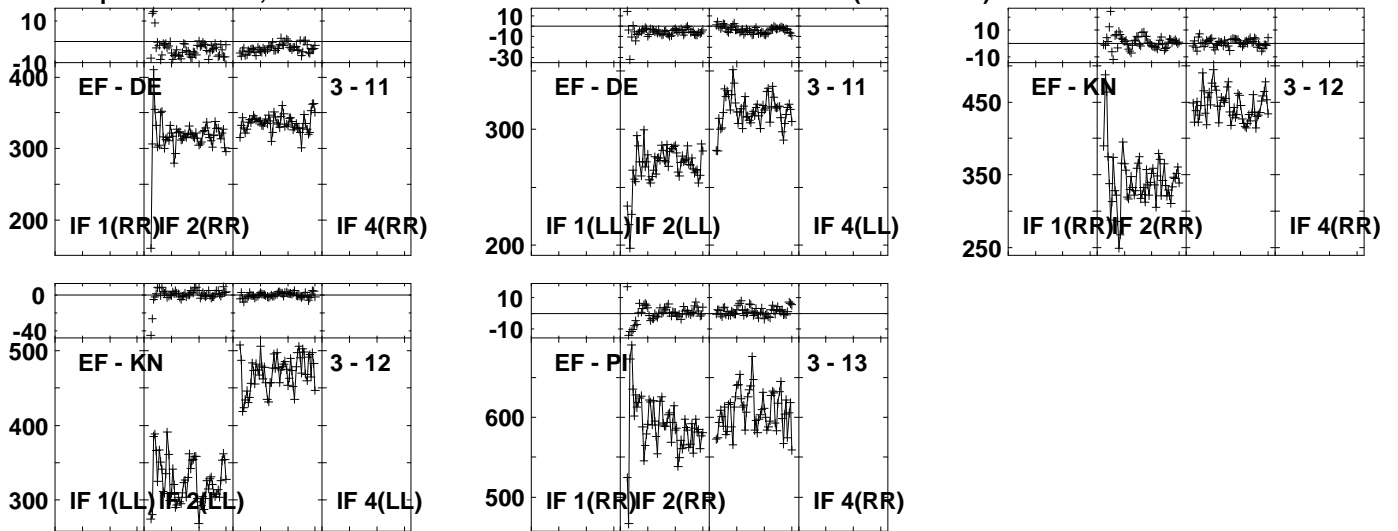 10
-10
400
300
200
EF - DE
3 - 11
IF 1(RR)
IF 2(RR)
IF 4(RR)
10
-10
-30
300
200
EF - DE
3 - 11
IF 1(LL)
IF 2(LL)
IF 4(LL)
10
-10
450
350
250
EF - KN
3 - 12
IF 1(RR)
IF 2(RR)
IF 4(RR)
0
-40
500
400
300
EF - KN
3 - 12
IF 1(LL)
IF 2(LL)
IF 4(LL)
10
-10
600
500
EF - PI
3 - 13
IF 1(RR)
IF 2(RR)
IF 4(RR)